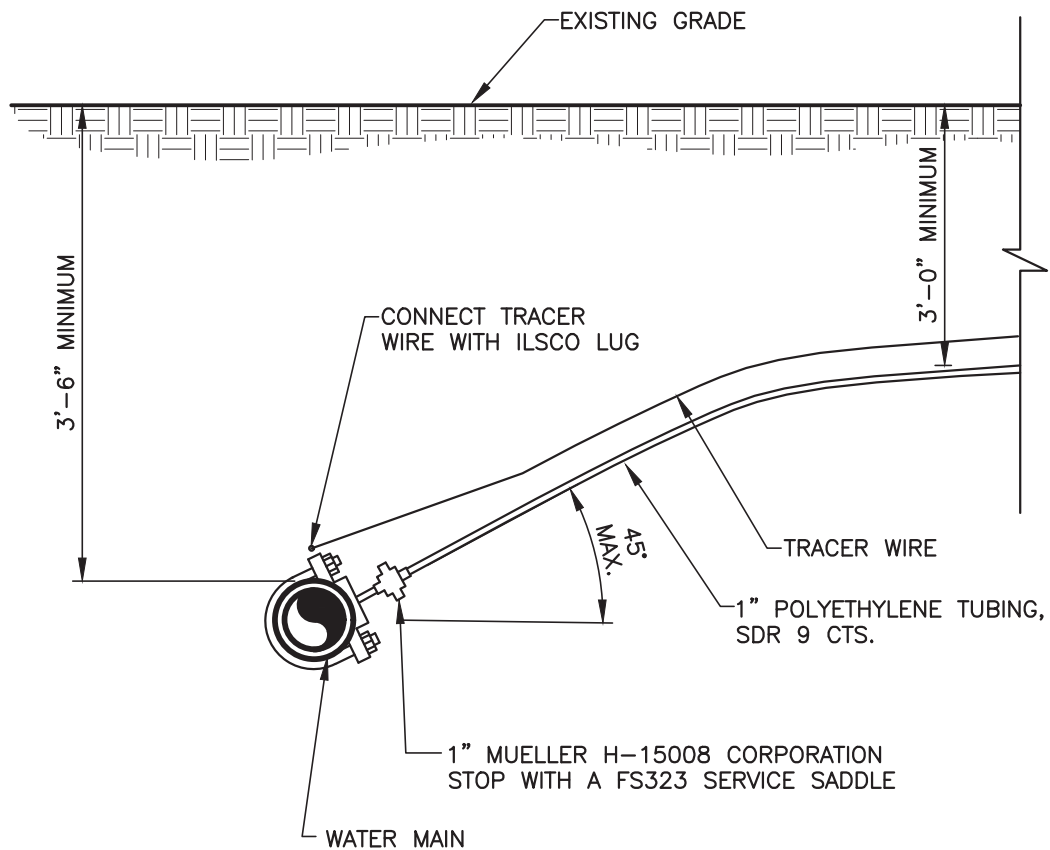 EXISTING GRADE
3'-6" MINIMUM
3'-0" MINIMUM
CONNECT TRACER
WIRE WITH ILSCO LUG
45°
MAX.
TRACER WIRE
1" POLYETHYLENE TUBING,
SDR 9 CTS.
1" MUELLER H-15008 CORPORATION
STOP WITH A FS323 SERVICE SADDLE
WATER MAIN